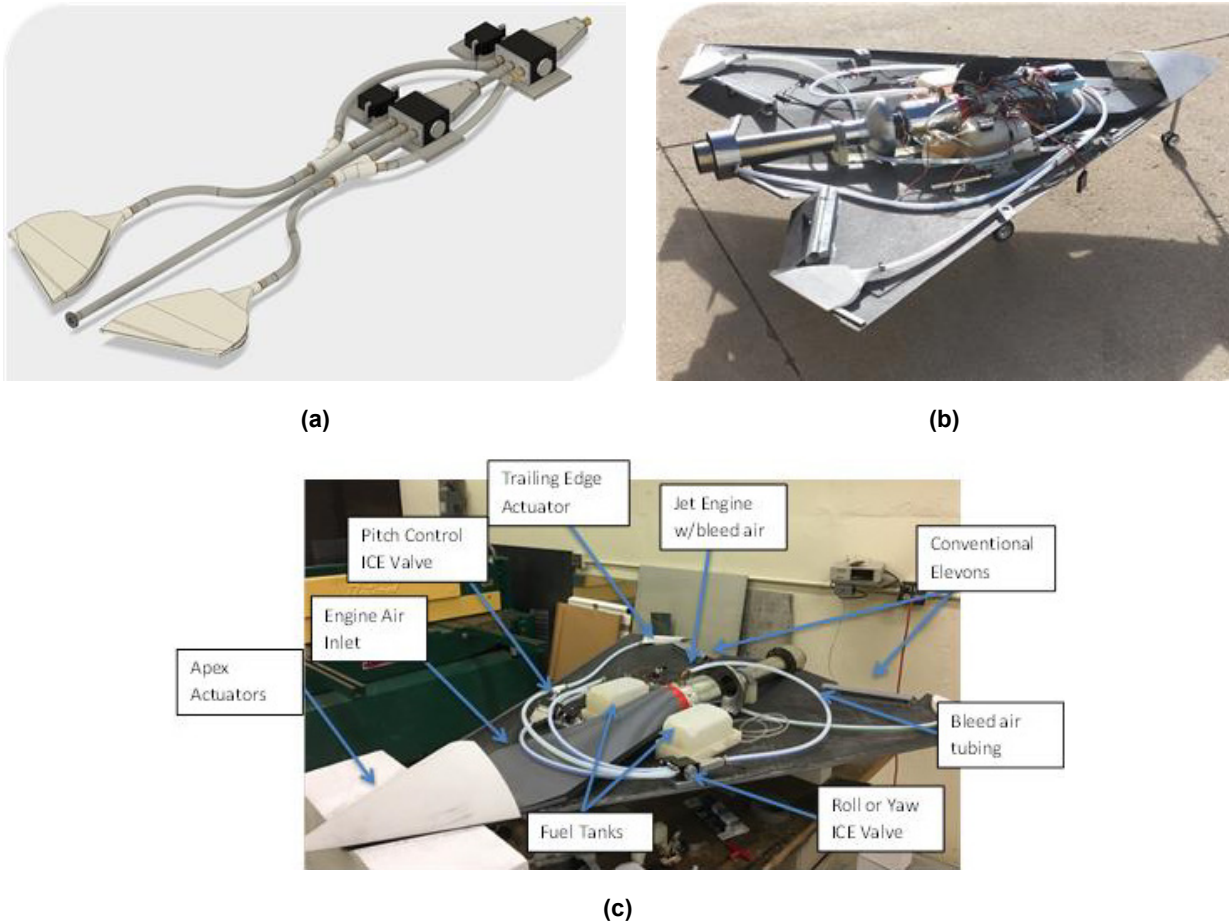 (a)
(b)
Trailing Edge
Actuator
Jet Engine
w/bleed air
Pitch Control
ICE Valve
Conventional
Elevons
Engine Air
Inlet
Apex
Actuators
Bleed air
tubing
Fuel Tanks
Roll or Yaw
ICE Valve
(c)